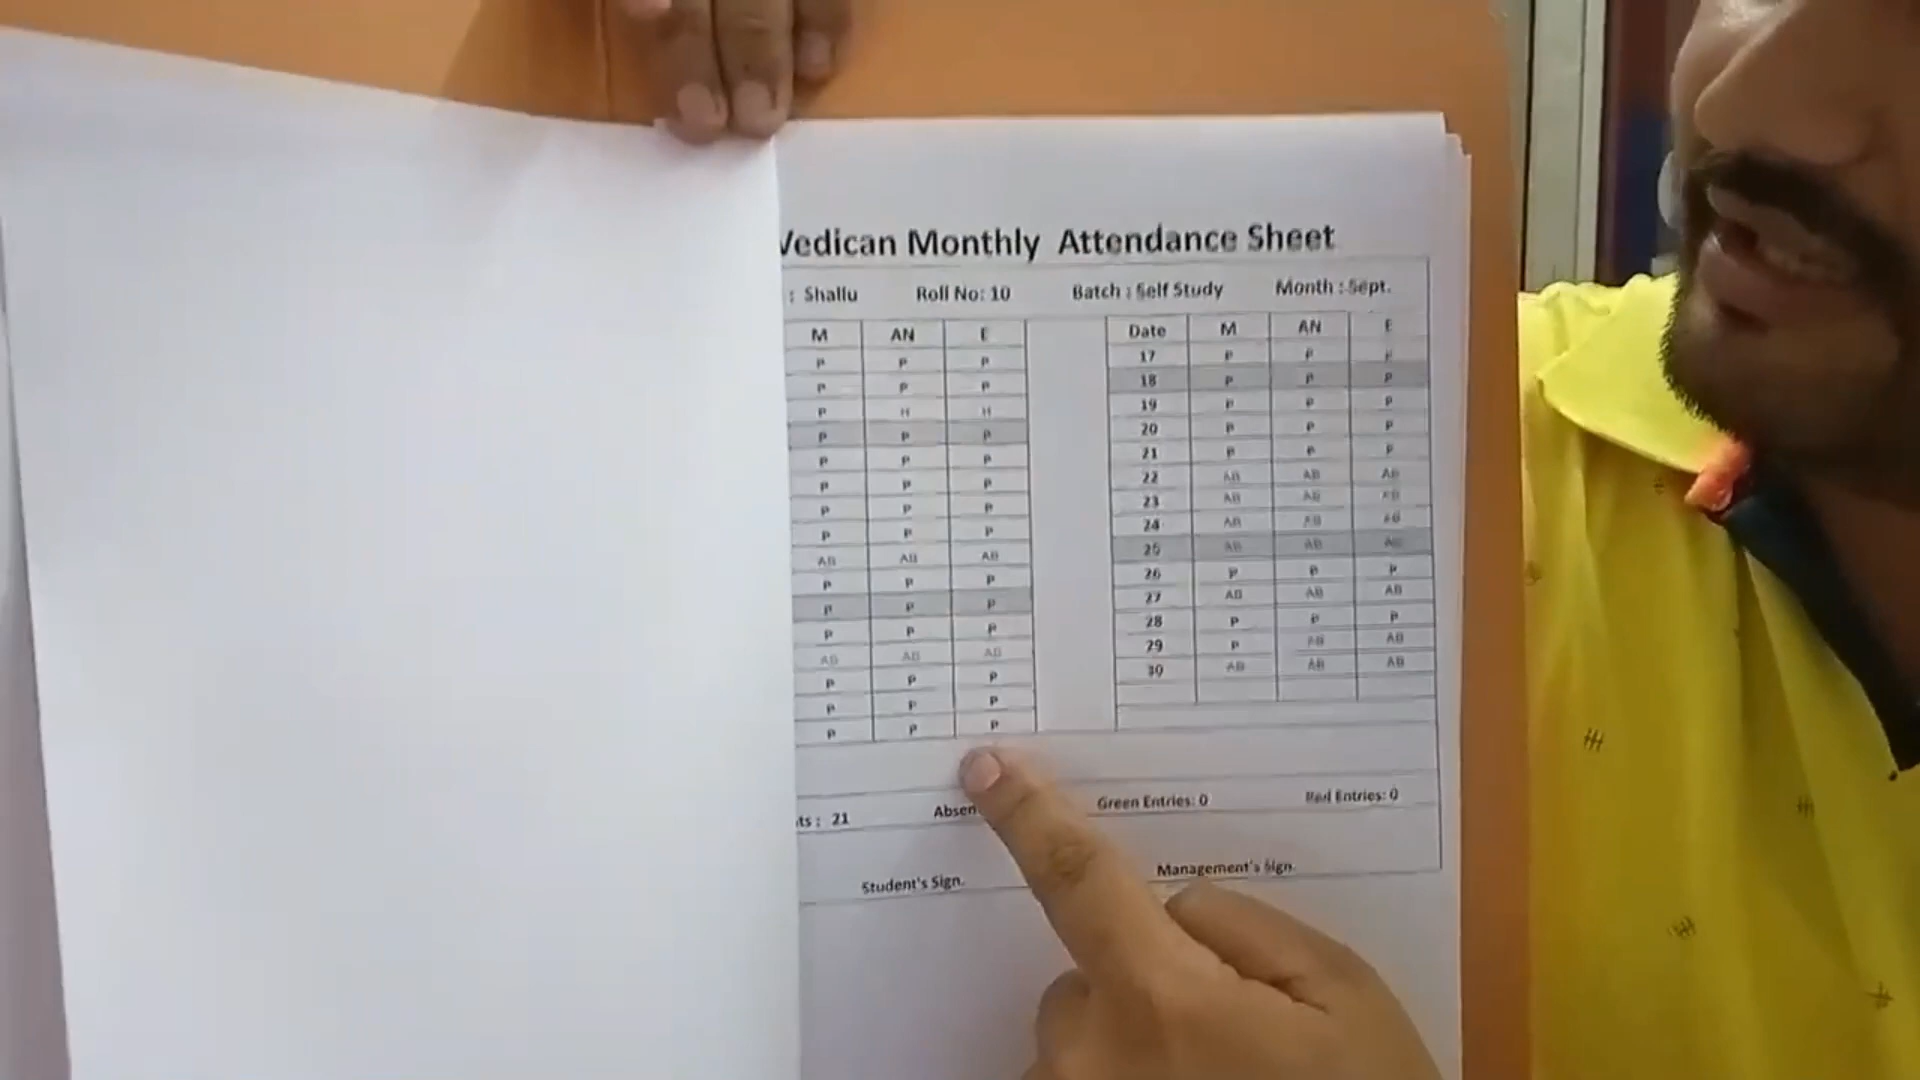 Vedican Monthly Attendance Sheet
: Shallu Roll No: 10 Batch : Self Study Month : Sept.
M AN E Date M AN E
P P P 17 P P P
P P P 18 P P P
P H H 19 P P P
P P P 20 P P P
P P P 21 P P P
P P P 22 AB AB AB
P P P 23 AB AB AB
P P P 24 AB AB AB
AB AB AB 25 AB AB AB
P P P 26 P P P
P P P 27 AB AB AB
P P P 28 P P P
AB AB AB 29 P AB AB
P P P 30 AB AB AB
P P P
P P P
ts : 21 Absen Green Entries: 0 Red Entries: 0
Student's Sign. Management's Sign.